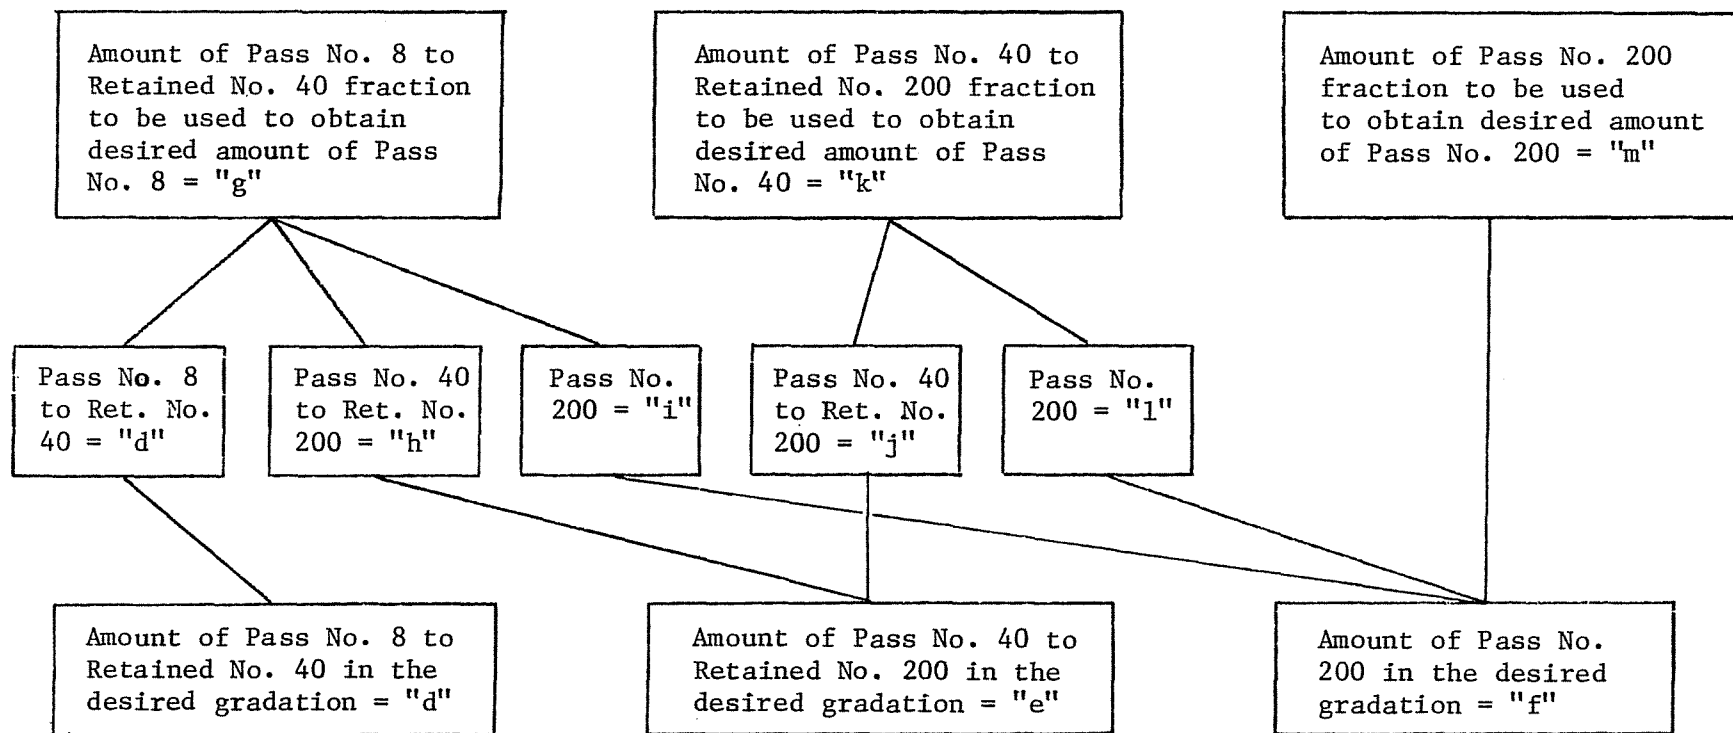 Amount of Pass No. 8 to
Retained No. 40 fraction
to be used to obtain
desired amount of Pass
No. 8 = "g"
Amount of Pass No. 40 to
Retained No. 200 fraction
to be used to obtain
desired amount of Pass
No. 40 = "k"
Amount of Pass No. 200
fraction to be used
to obtain desired amount
of Pass No. 200 = "m"
Pass No. 8
to Ret. No.
40 = "d"
Pass No. 40
to Ret. No.
200 = "h"
Pass No.
200 = "i"
Pass No. 40
to Ret. No.
200 = "j"
Pass No.
200 = "l"
Amount of Pass No. 8 to
Retained No. 40 in the
desired gradation = "d"
Amount of Pass No. 40 to
Retained No. 200 in the
desired gradation = "e"
Amount of Pass No.
200 in the desired
gradation = "f"